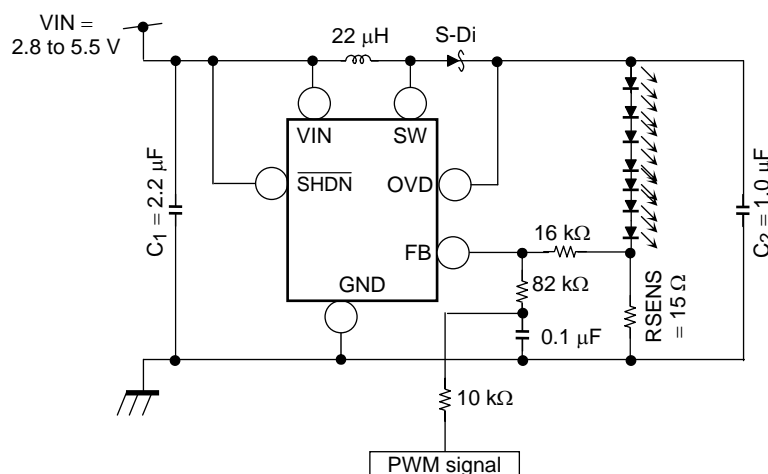 VIN =
2.8 to 5.5 V
22 μH
S-Di
VIN
SW
SHDN
OVD
C1 = 2.2 μF
C2 = 1.0 μF
FB
16 kΩ
GND
82 kΩ
RSENS
= 15 Ω
0.1 μF
10 kΩ
PWM signal